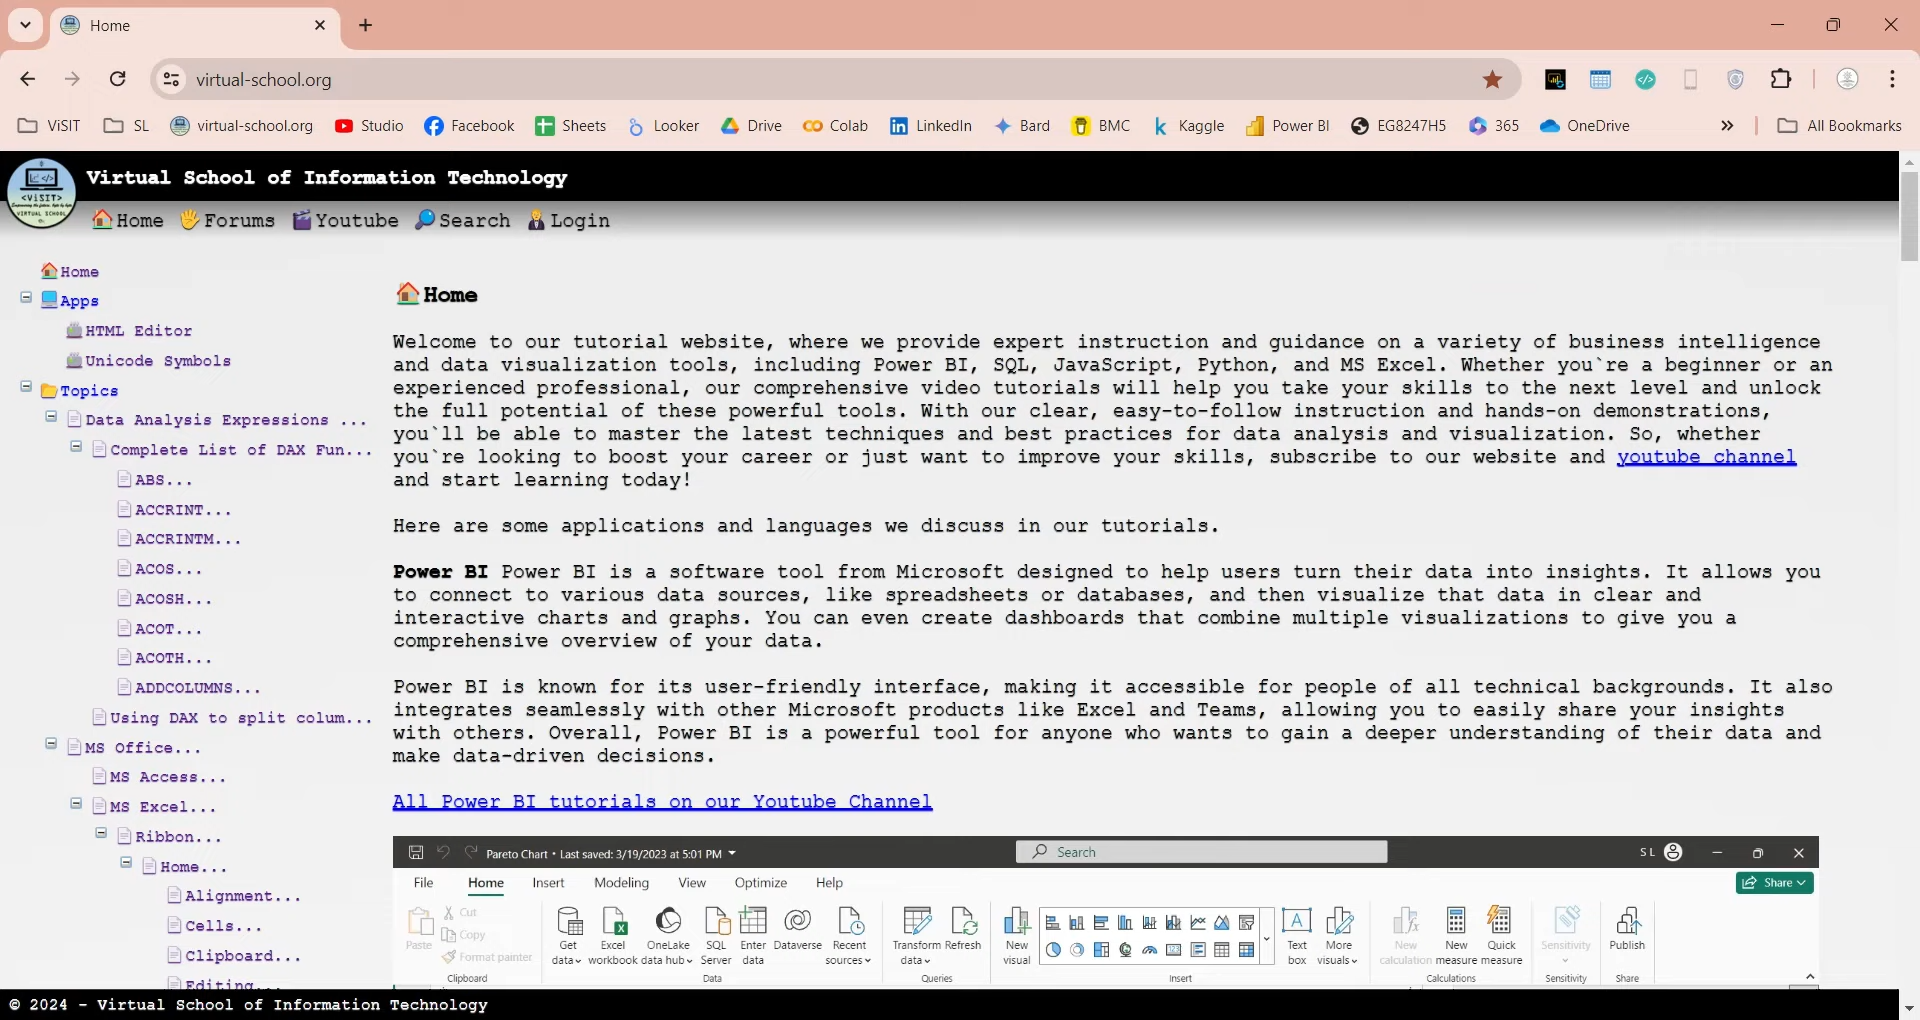 Home
virtual-school.org
ViSIT SL virtual-school.org Studio Facebook Sheets Looker Drive Colab LinkedIn Bard BMC Kaggle Power BI EG8247H5 365 OneDrive » All Bookmarks
<ViSIT>
VIRTUAL SCHOOL
Virtual School of Information Technology
Home Forums Youtube Search Login
Home
Apps
HTML Editor
Unicode Symbols
Topics
Data Analysis Expressions ...
Complete List of DAX Fun...
ABS...
ACCRINT...
ACCRINTM...
ACOS...
ACOSH...
ACOT...
ACOTH...
ADDCOLUMNS...
Using DAX to split colum...
MS Office...
MS Access...
MS Excel...
Ribbon...
Home...
Alignment...
Cells...
Clipboard...
Editing...
Home
Welcome to our tutorial website, where we provide expert instruction and guidance on a variety of business intelligence
and data visualization tools, including Power BI, SQL, JavaScript, Python, and MS Excel. Whether you`re a beginner or an
experienced professional, our comprehensive video tutorials will help you take your skills to the next level and unlock
the full potential of these powerful tools. With our clear, easy-to-follow instruction and hands-on demonstrations,
you`ll be able to master the latest techniques and best practices for data analysis and visualization. So, whether
you`re looking to boost your career or just want to improve your skills, subscribe to our website and youtube channel
and start learning today!
Here are some applications and languages we discuss in our tutorials.
Power BI Power BI is a software tool from Microsoft designed to help users turn their data into insights. It allows you
to connect to various data sources, like spreadsheets or databases, and then visualize that data in clear and
interactive charts and graphs. You can even create dashboards that combine multiple visualizations to give you a
comprehensive overview of your data.
Power BI is known for its user-friendly interface, making it accessible for people of all technical backgrounds. It also
integrates seamlessly with other Microsoft products like Excel and Teams, allowing you to easily share your insights
with others. Overall, Power BI is a powerful tool for anyone who wants to gain a deeper understanding of their data and
make data-driven decisions.
All Power BI tutorials on our Youtube Channel
Pareto Chart • Last saved: 3/19/2023 at 5:01 PM Search S L
File Home Insert Modeling View Optimize Help Share
Paste Cut Copy Format painter
Get data Excel workbook OneLake data hub SQL Server Enter data Dataverse Recent sources
Transform data Refresh
New visual Text box More visuals
New calculation New measure Quick measure
Sensitivity
Publish
Clipboard Data Queries Insert Calculations Sensitivity Share
© 2024 - Virtual School of Information Technology